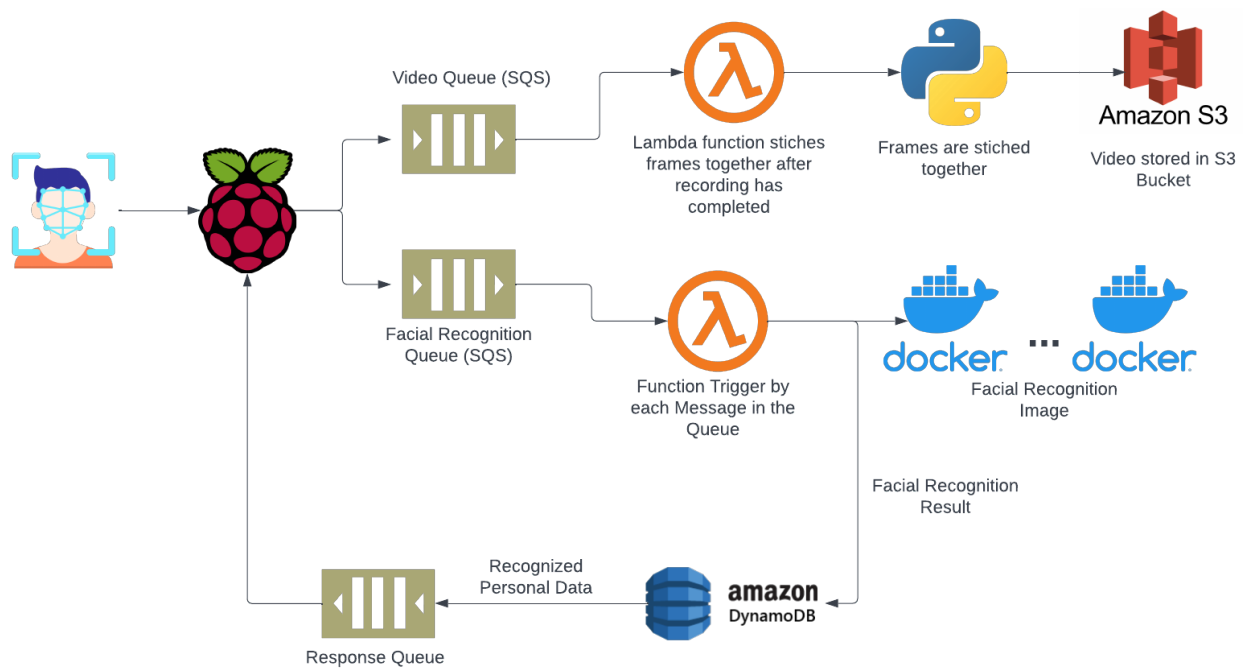 Video Queue (SQS)
Lambda function stiches
frames together after
recording has
completed
Frames are stiched
together
Amazon S3
Video stored in S3
Bucket
Facial Recognition
Queue (SQS)
Function Trigger by
each Message in the
Queue
docker
...
docker
Facial Recognition
Image
Facial Recognition
Result
Recognized
Personal Data
amazon
DynamoDB
Response Queue